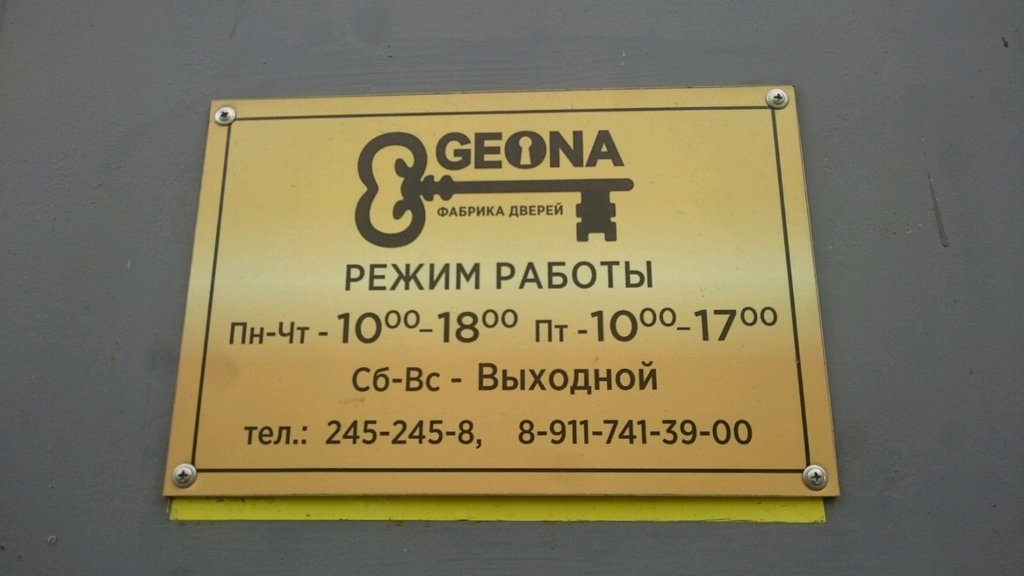 GEONA
ФАБРИКА ДВЕРЕЙ
РЕЖИМ РАБОТЫ
Пн-Чт - 10⁰⁰-18⁰⁰ Пт -10⁰⁰-17⁰⁰
Сб-Вс - Выходной
тел.: 245-245-8, 8-911-741-39-00